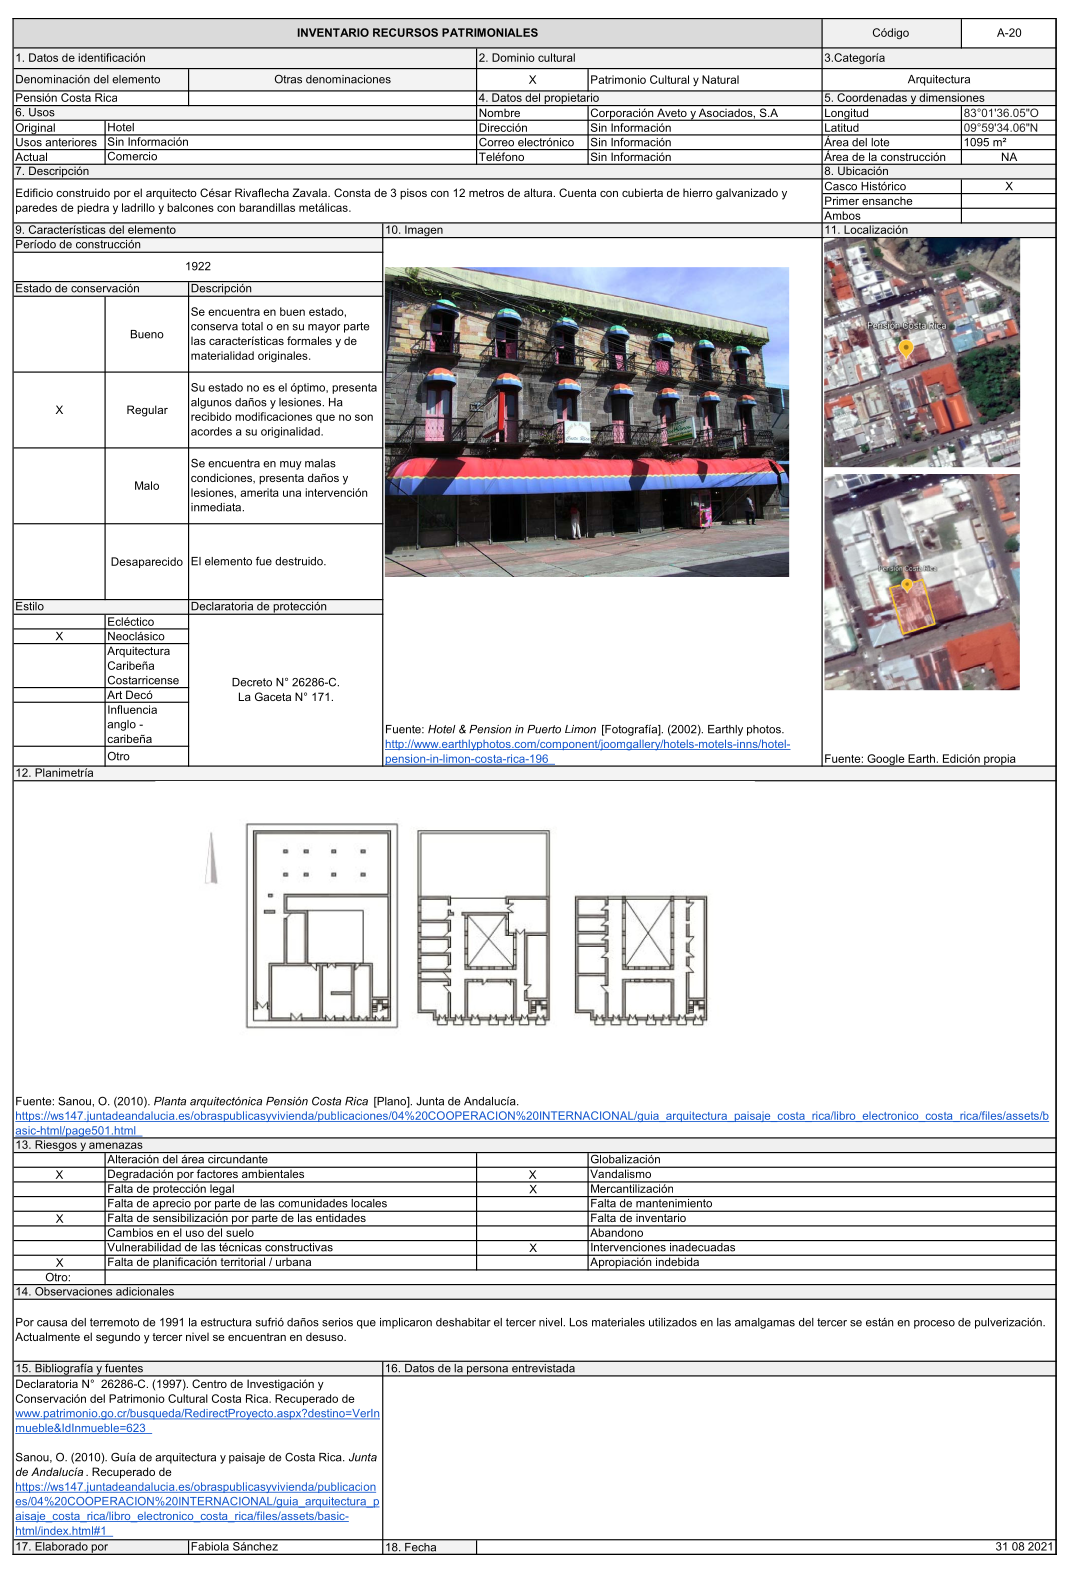 INVENTARIO RECURSOS PATRIMONIALES
Código
A-20
1. Datos de identificación
2. Dominio cultural
3.Categoría
Denominación del elemento
Otras denominaciones
X
Patrimonio Cultural y Natural
Arquitectura
Pensión Costa Rica
4. Datos del propietario
5. Coordenadas y dimensiones
6. Usos
Nombre
Corporación Aveto y Asociados, S.A
Longitud
83°01'36.05"O
Original
Hotel
Dirección
Sin Información
Latitud
09°59'34.06"N
Usos anteriores
Sin Información
Correo electrónico
Sin Información
Área del lote
1095 m²
Actual
Comercio
Teléfono
Sin Información
Área de la construcción
NA
7. Descripción
8. Ubicación
Edificio construido por el arquitecto César Rivaflecha Zavala. Consta de 3 pisos con 12 metros de altura. Cuenta con cubierta de hierro galvanizado y
paredes de piedra y ladrillo y balcones con barandillas metálicas.
Casco Histórico
X
Primer ensanche
Ambos
9. Características del elemento
10. Imagen
11. Localización
Período de construcción
1922
Estado de conservación
Descripción
Bueno
Se encuentra en buen estado,
conserva total o en su mayor parte
las características formales y de
materialidad originales.
X
Regular
Su estado no es el óptimo, presenta
algunos daños y lesiones. Ha
recibido modificaciones que no son
acordes a su originalidad.
Malo
Se encuentra en muy malas
condiciones, presenta daños y
lesiones, amerita una intervención
inmediata.
Desaparecido
El elemento fue destruido.
Pensión Costa Rica
Pensión Costa Rica
Estilo
Declaratoria de protección
Ecléctico
X
Neoclásico
Arquitectura
Caribeña
Costarricense
Art Decó
Influencia
anglo -
caribeña
Otro
Decreto N° 26286-C.
La Gaceta N° 171.
Fuente: Hotel & Pension in Puerto Limon [Fotografía]. (2002). Earthly photos.
http://www.earthlyphotos.com/component/joomgallery/hotels-motels-inns/hotel-
pension-in-limon-costa-rica-196
Fuente: Google Earth. Edición propia
12. Planimetría
Fuente: Sanou, O. (2010). Planta arquitectónica Pensión Costa Rica [Plano]. Junta de Andalucía.
https://ws147.juntadeandalucia.es/obraspublicasyvivienda/publicaciones/04%20COOPERACION%20INTERNACIONAL/guia_arquitectura_paisaje_costa_rica/libro_electronico_costa_rica/files/assets/b
asic-html/page501.html
13. Riesgos y amenazas
Alteración del área circundante
Globalización
X
Degradación por factores ambientales
X
Vandalismo
Falta de protección legal
X
Mercantilización
Falta de aprecio por parte de las comunidades locales
Falta de mantenimiento
X
Falta de sensibilización por parte de las entidades
Falta de inventario
Cambios en el uso del suelo
Abandono
Vulnerabilidad de las técnicas constructivas
X
Intervenciones inadecuadas
X
Falta de planificación territorial / urbana
Apropiación indebida
Otro:
14. Observaciones adicionales
Por causa del terremoto de 1991 la estructura sufrió daños serios que implicaron deshabitar el tercer nivel. Los materiales utilizados en las amalgamas del tercer se están en proceso de pulverización.
Actualmente el segundo y tercer nivel se encuentran en desuso.
15. Bibliografía y fuentes
16. Datos de la persona entrevistada
Declaratoria N° 26286-C. (1997). Centro de Investigación y
Conservación del Patrimonio Cultural Costa Rica. Recuperado de
www.patrimonio.go.cr/busqueda/RedirectProyecto.aspx?destino=VerIn
mueble&IdInmueble=623
Sanou, O. (2010). Guía de arquitectura y paisaje de Costa Rica. Junta
de Andalucía . Recuperado de
https://ws147.juntadeandalucia.es/obraspublicasyvivienda/publicacion
es/04%20COOPERACION%20INTERNACIONAL/guia_arquitectura_p
aisaje_costa_rica/libro_electronico_costa_rica/files/assets/basic-
html/index.html#1
17. Elaborado por
Fabiola Sánchez
18. Fecha
31 08 2021